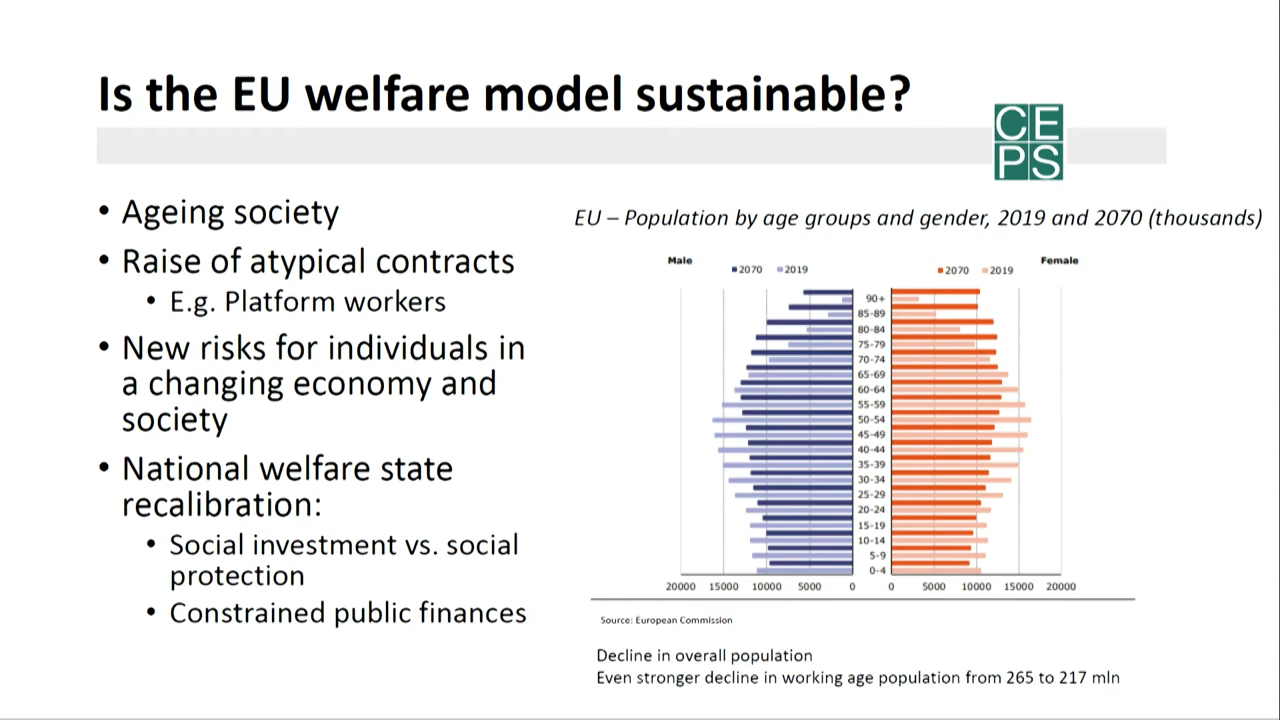 Is the EU welfare model sustainable?
CE
PS
• Ageing society
• Raise of atypical contracts
• E.g. Platform workers
• New risks for individuals in
a changing economy and
society
• National welfare state
recalibration:
• Social investment vs. social
protection
• Constrained public finances
EU – Population by age groups and gender, 2019 and 2070 (thousands)
Male
Female
2070 2019
2070 2019
90+
85-89
80-84
75-79
70-74
65-69
60-64
55-59
50-54
45-49
40-44
35-39
30-34
25-29
20-24
15-19
10-14
5-9
0-4
20000 15000 10000 5000 0 0 5000 10000 15000 20000
Source: European Commission
Decline in overall population
Even stronger decline in working age population from 265 to 217 mln